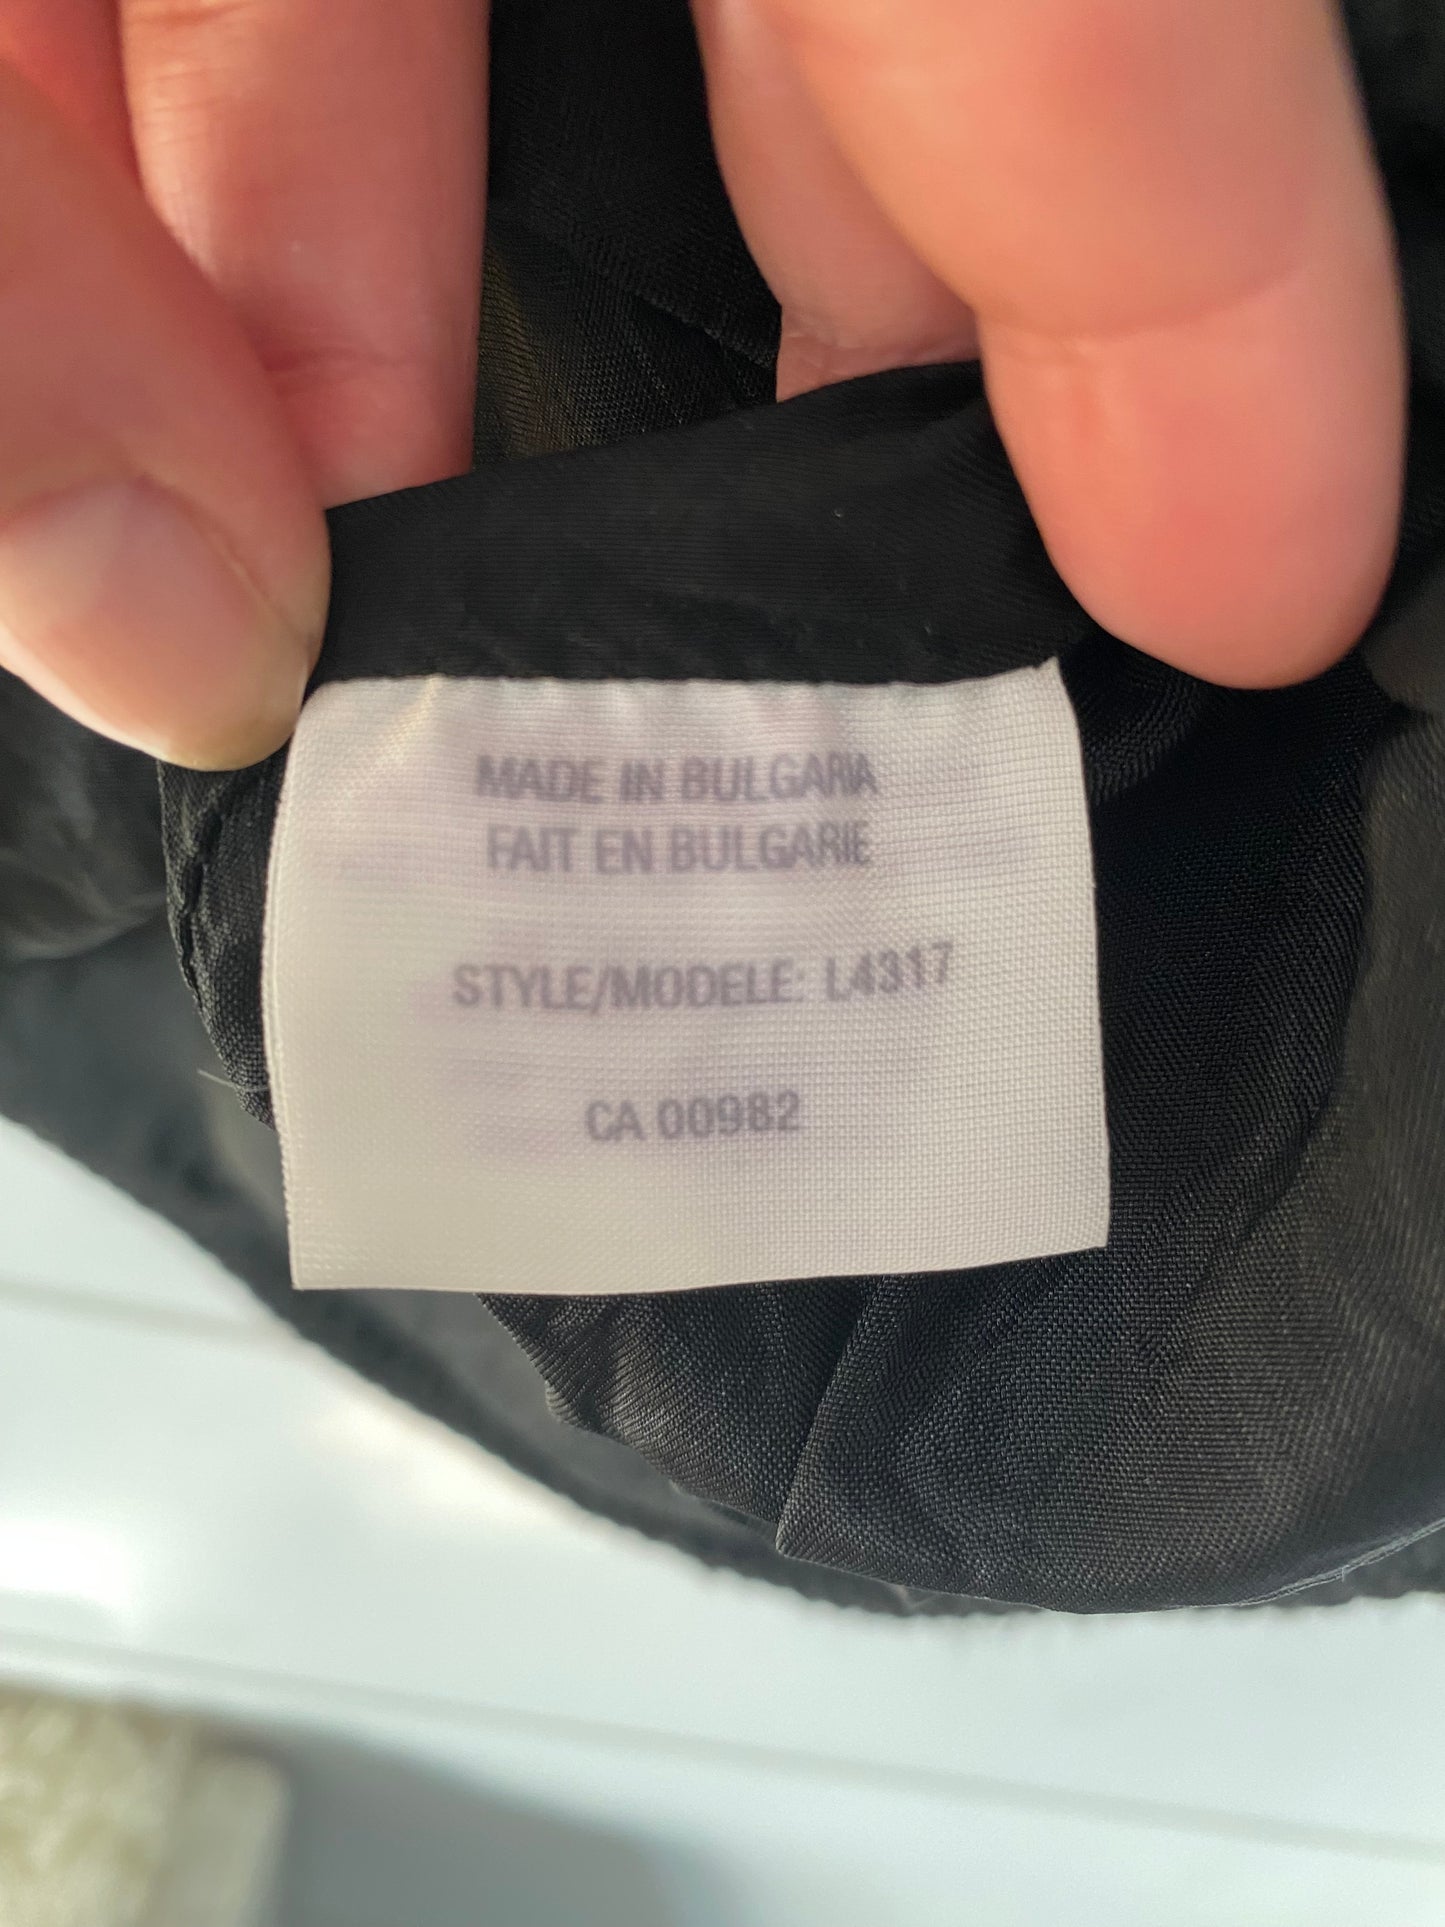 MADE IN BULGARIA
FAIT EN BULGARIE
STYLE/MODELE: L4317
CA 00982